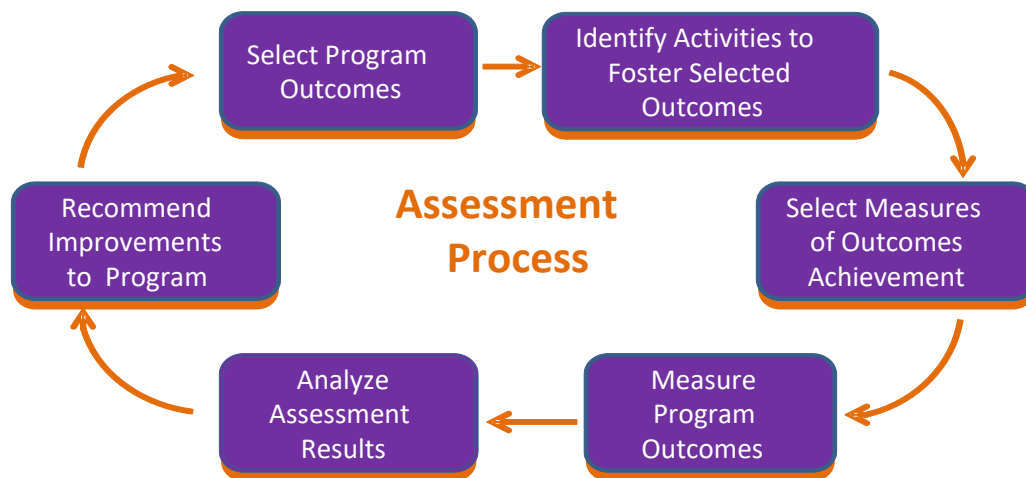 Select Program
Outcomes
Identify Activities to
Foster Selected
Outcomes
Select Measures
of Outcomes
Achievement
Measure
Program
Outcomes
Analyze
Assessment
Results
Recommend
Improvements
to Program
Assessment
Process